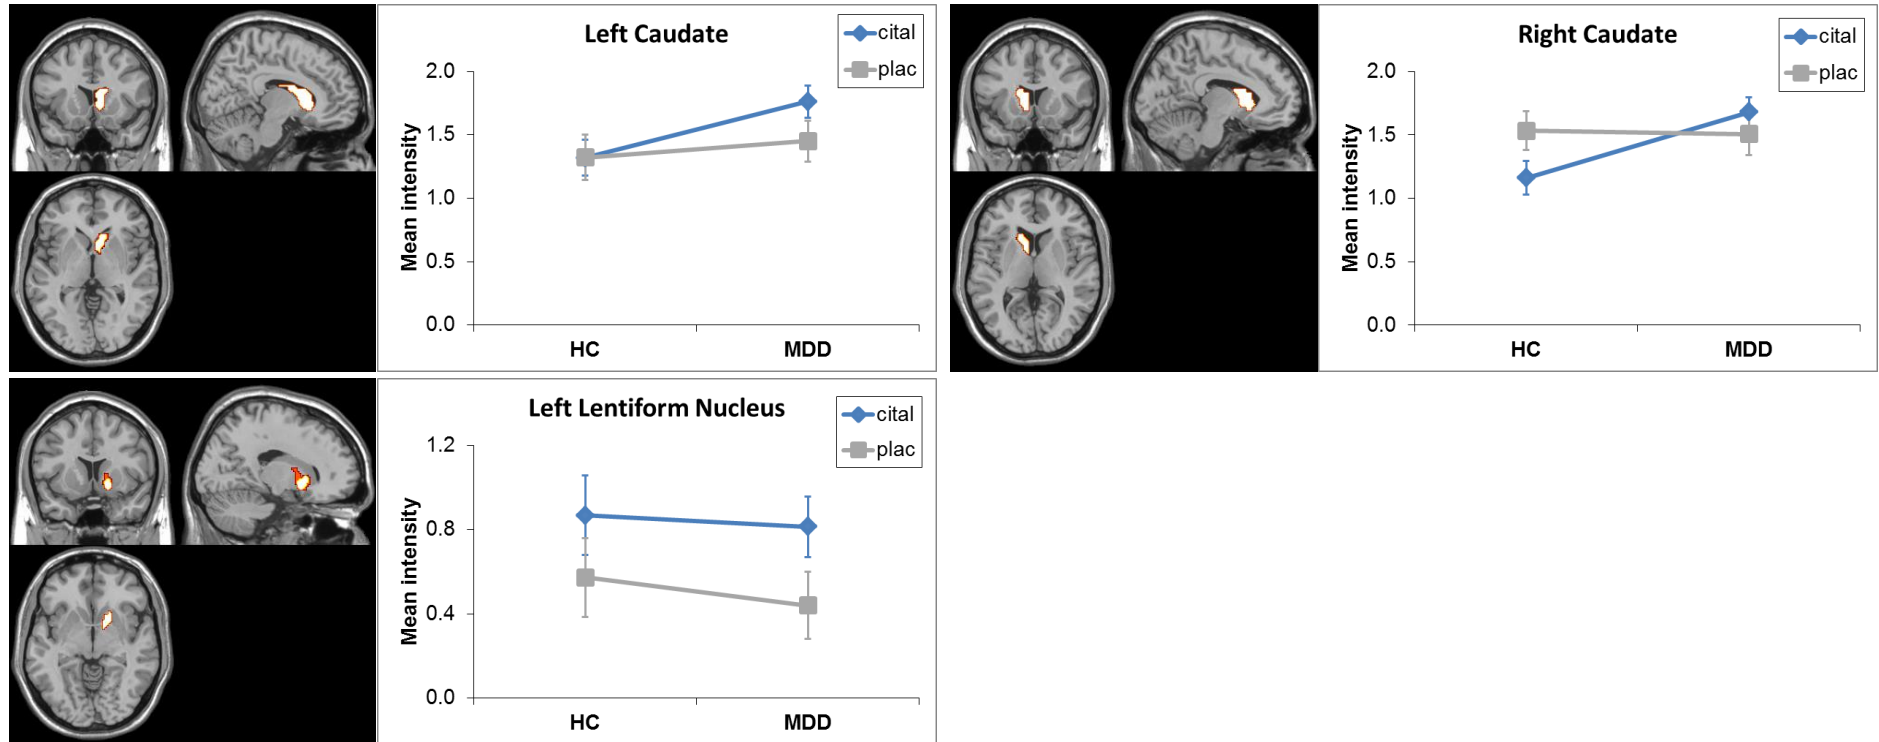 Left Caudate
cital
plac
Mean intensity
2.0
1.5
1.0
0.5
0.0
HC MDD
Right Caudate
cital
plac
Mean intensity
2.0
1.5
1.0
0.5
0.0
HC MDD
Left Lentiform Nucleus
cital
plac
Mean intensity
1.2
0.8
0.4
0.0
HC MDD